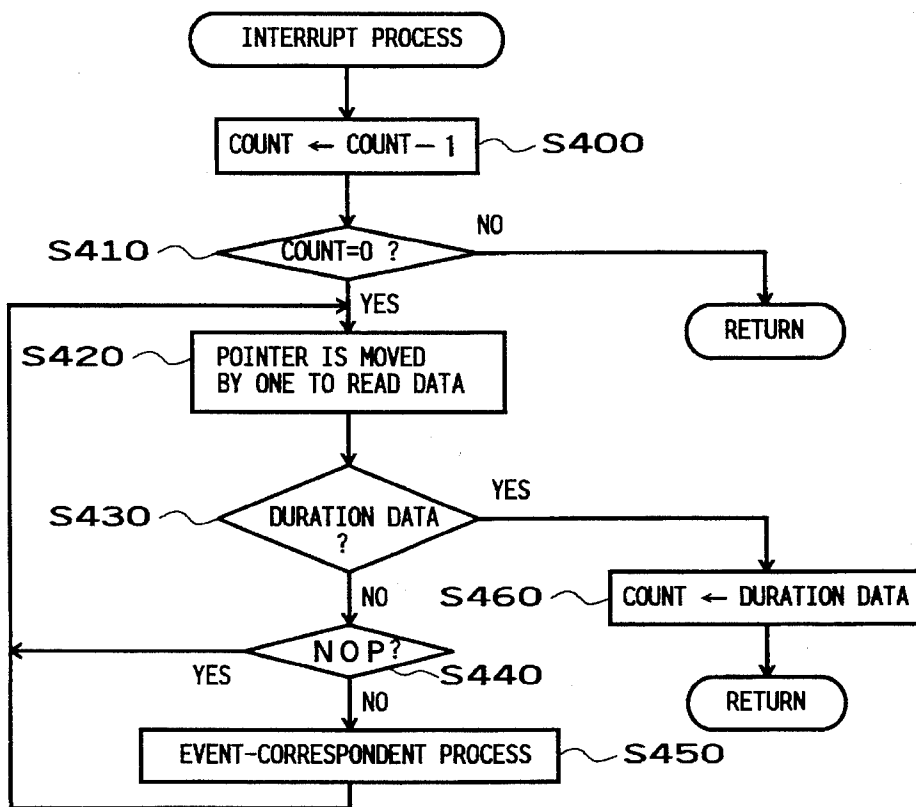 INTERRUPT PROCESS
COUNT ← COUNT－1
S400
S410
COUNT=0 ?
NO
YES
RETURN
S420
POINTER IS MOVED
BY ONE TO READ DATA
S430
DURATION DATA
?
YES
NO
S460
COUNT ← DURATION DATA
NOP?
YES
S440
NO
RETURN
EVENT-CORRESPONDENT PROCESS
S450